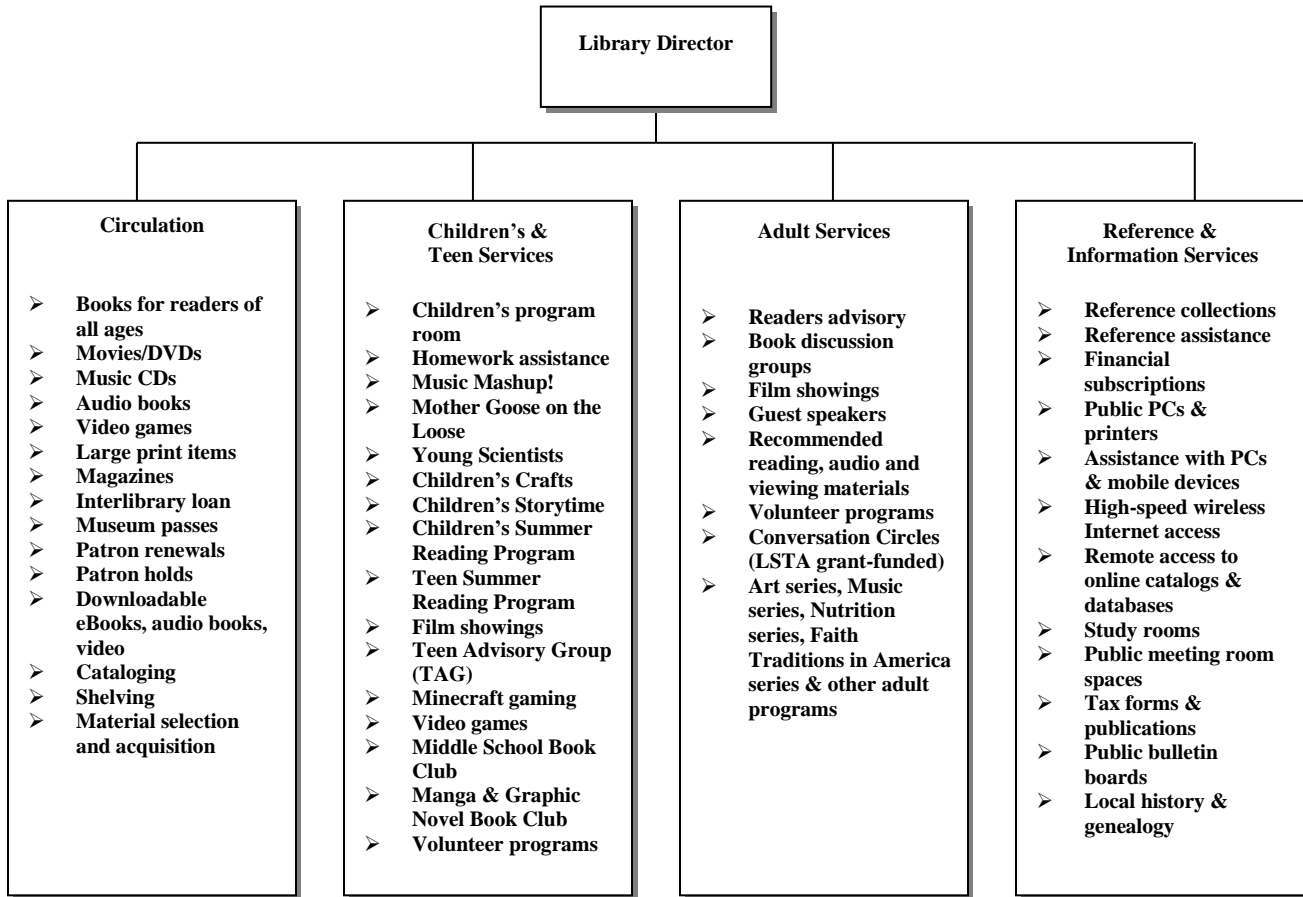 Library Director
Circulation
➢ Books for readers of
all ages
➢ Movies/DVDs
➢ Music CDs
➢ Audio books
➢ Video games
➢ Large print items
➢ Magazines
➢ Interlibrary loan
➢ Museum passes
➢ Patron renewals
➢ Patron holds
➢ Downloadable
eBooks, audio books,
video
➢ Cataloging
➢ Shelving
➢ Material selection
and acquisition
Children’s &
Teen Services
➢ Children’s program
room
➢ Homework assistance
➢ Music Mashup!
➢ Mother Goose on the
Loose
➢ Young Scientists
➢ Children’s Crafts
➢ Children’s Storytime
➢ Children’s Summer
Reading Program
➢ Teen Summer
Reading Program
➢ Film showings
➢ Teen Advisory Group
(TAG)
➢ Minecraft gaming
➢ Video games
➢ Middle School Book
Club
➢ Manga & Graphic
Novel Book Club
➢ Volunteer programs
Adult Services
➢ Readers advisory
➢ Book discussion
groups
➢ Film showings
➢ Guest speakers
➢ Recommended
reading, audio and
viewing materials
➢ Volunteer programs
➢ Conversation Circles
(LSTA grant-funded)
➢ Art series, Music
series, Nutrition
series, Faith
Traditions in America
series & other adult
programs
Reference &
Information Services
➢ Reference collections
➢ Reference assistance
➢ Financial
subscriptions
➢ Public PCs &
printers
➢ Assistance with PCs
& mobile devices
➢ High-speed wireless
Internet access
➢ Remote access to
online catalogs &
databases
➢ Study rooms
➢ Public meeting room
spaces
➢ Tax forms &
publications
➢ Public bulletin
boards
➢ Local history &
genealogy